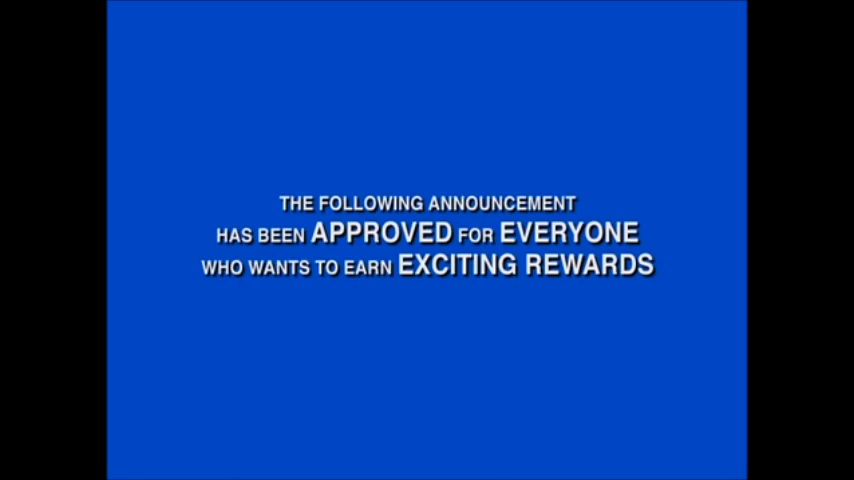 THE FOLLOWING ANNOUNCEMENT
HAS BEEN APPROVED FOR EVERYONE
WHO WANTS TO EARN EXCITING REWARDS